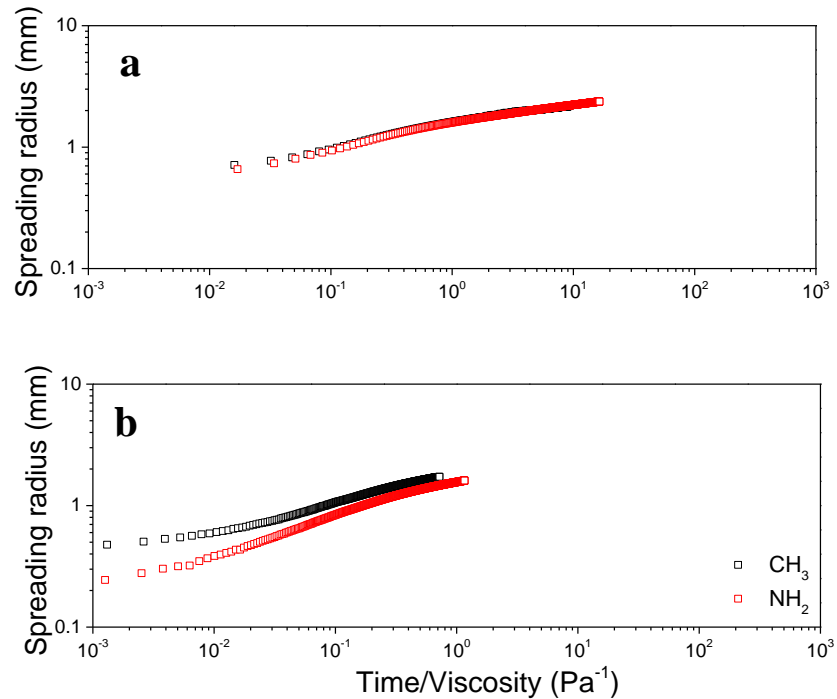 10
a
1
0.1
Spreading radius (mm)
10⁻³ 10⁻² 10⁻¹ 10⁰ 10¹ 10² 10³
10
b
1
0.1
Spreading radius (mm)
CH₃
NH₂
10⁻³ 10⁻² 10⁻¹ 10⁰ 10¹ 10² 10³
Time/Viscosity (Pa⁻¹)